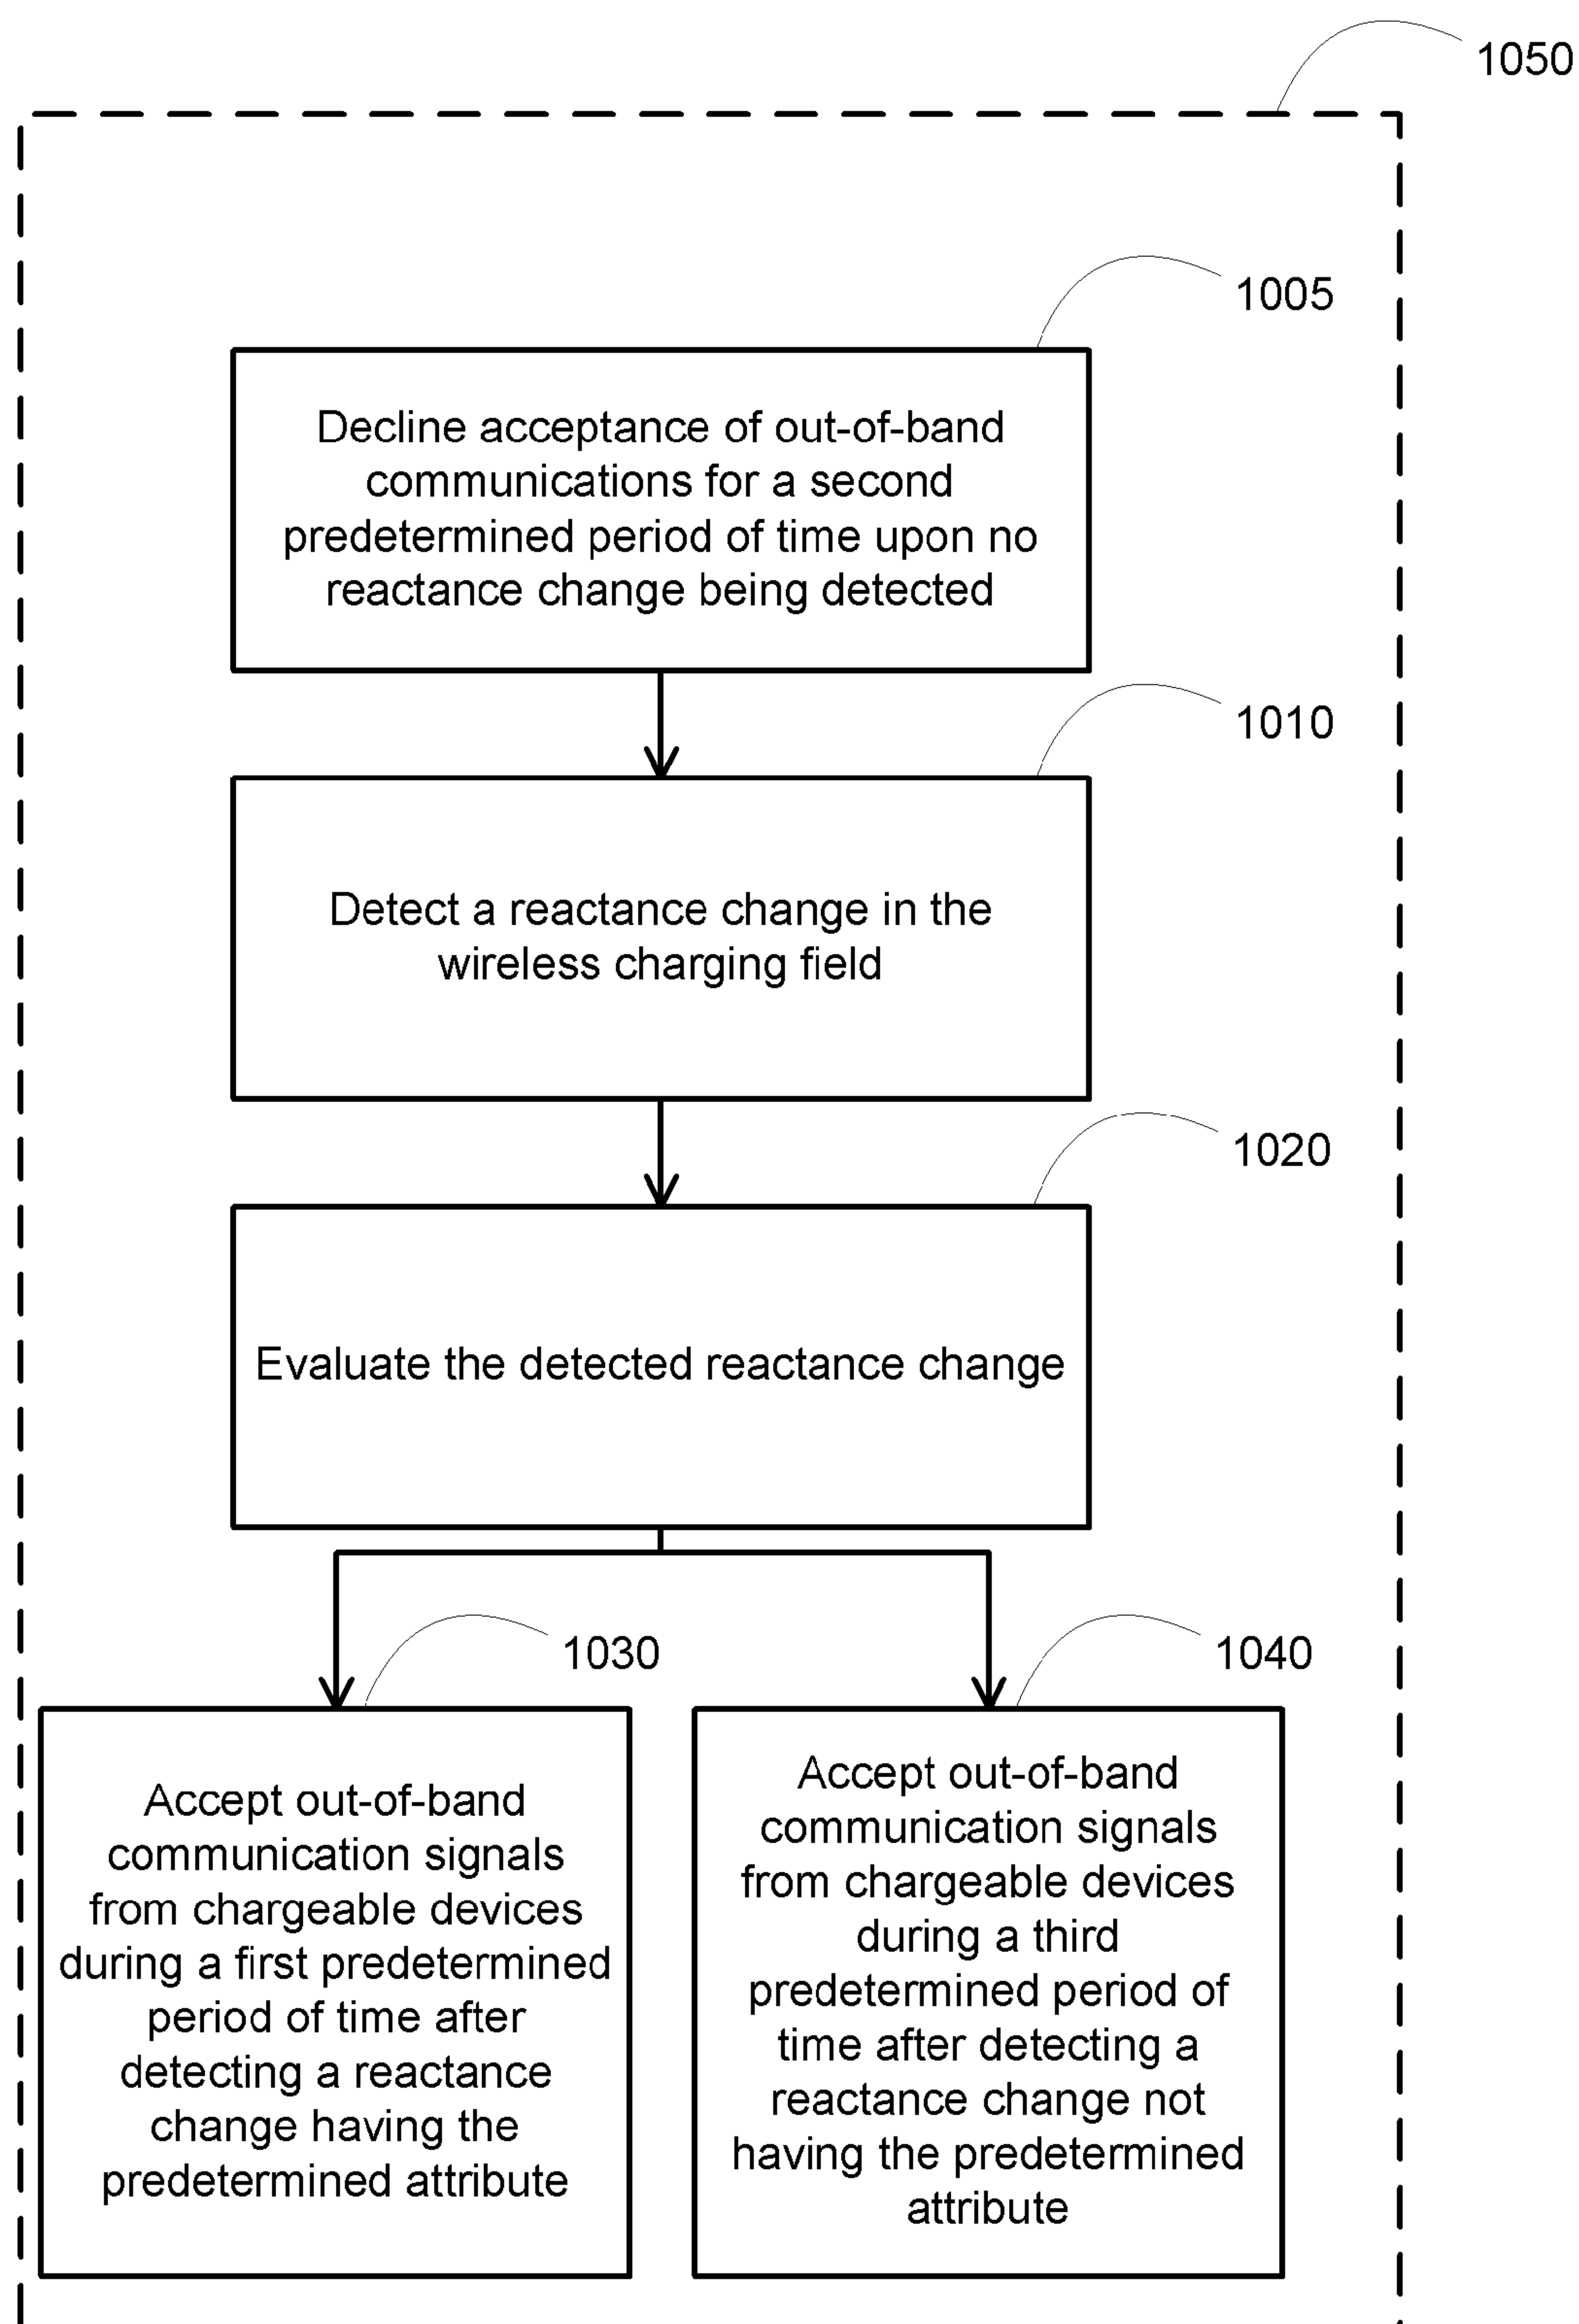 1050
1005
Decline acceptance of out-of-band
communications for a second
predetermined period of time upon no
reactance change being detected
1010
Detect a reactance change in the
wireless charging field
1020
Evaluate the detected reactance change
1030
Accept out-of-band
communication signals
from chargeable devices
during a first predetermined
period of time after
detecting a reactance
change having the
predetermined attribute
1040
Accept out-of-band
communication signals
from chargeable devices
during a third
predetermined period of
time after detecting a
reactance change not
having the predetermined
attribute